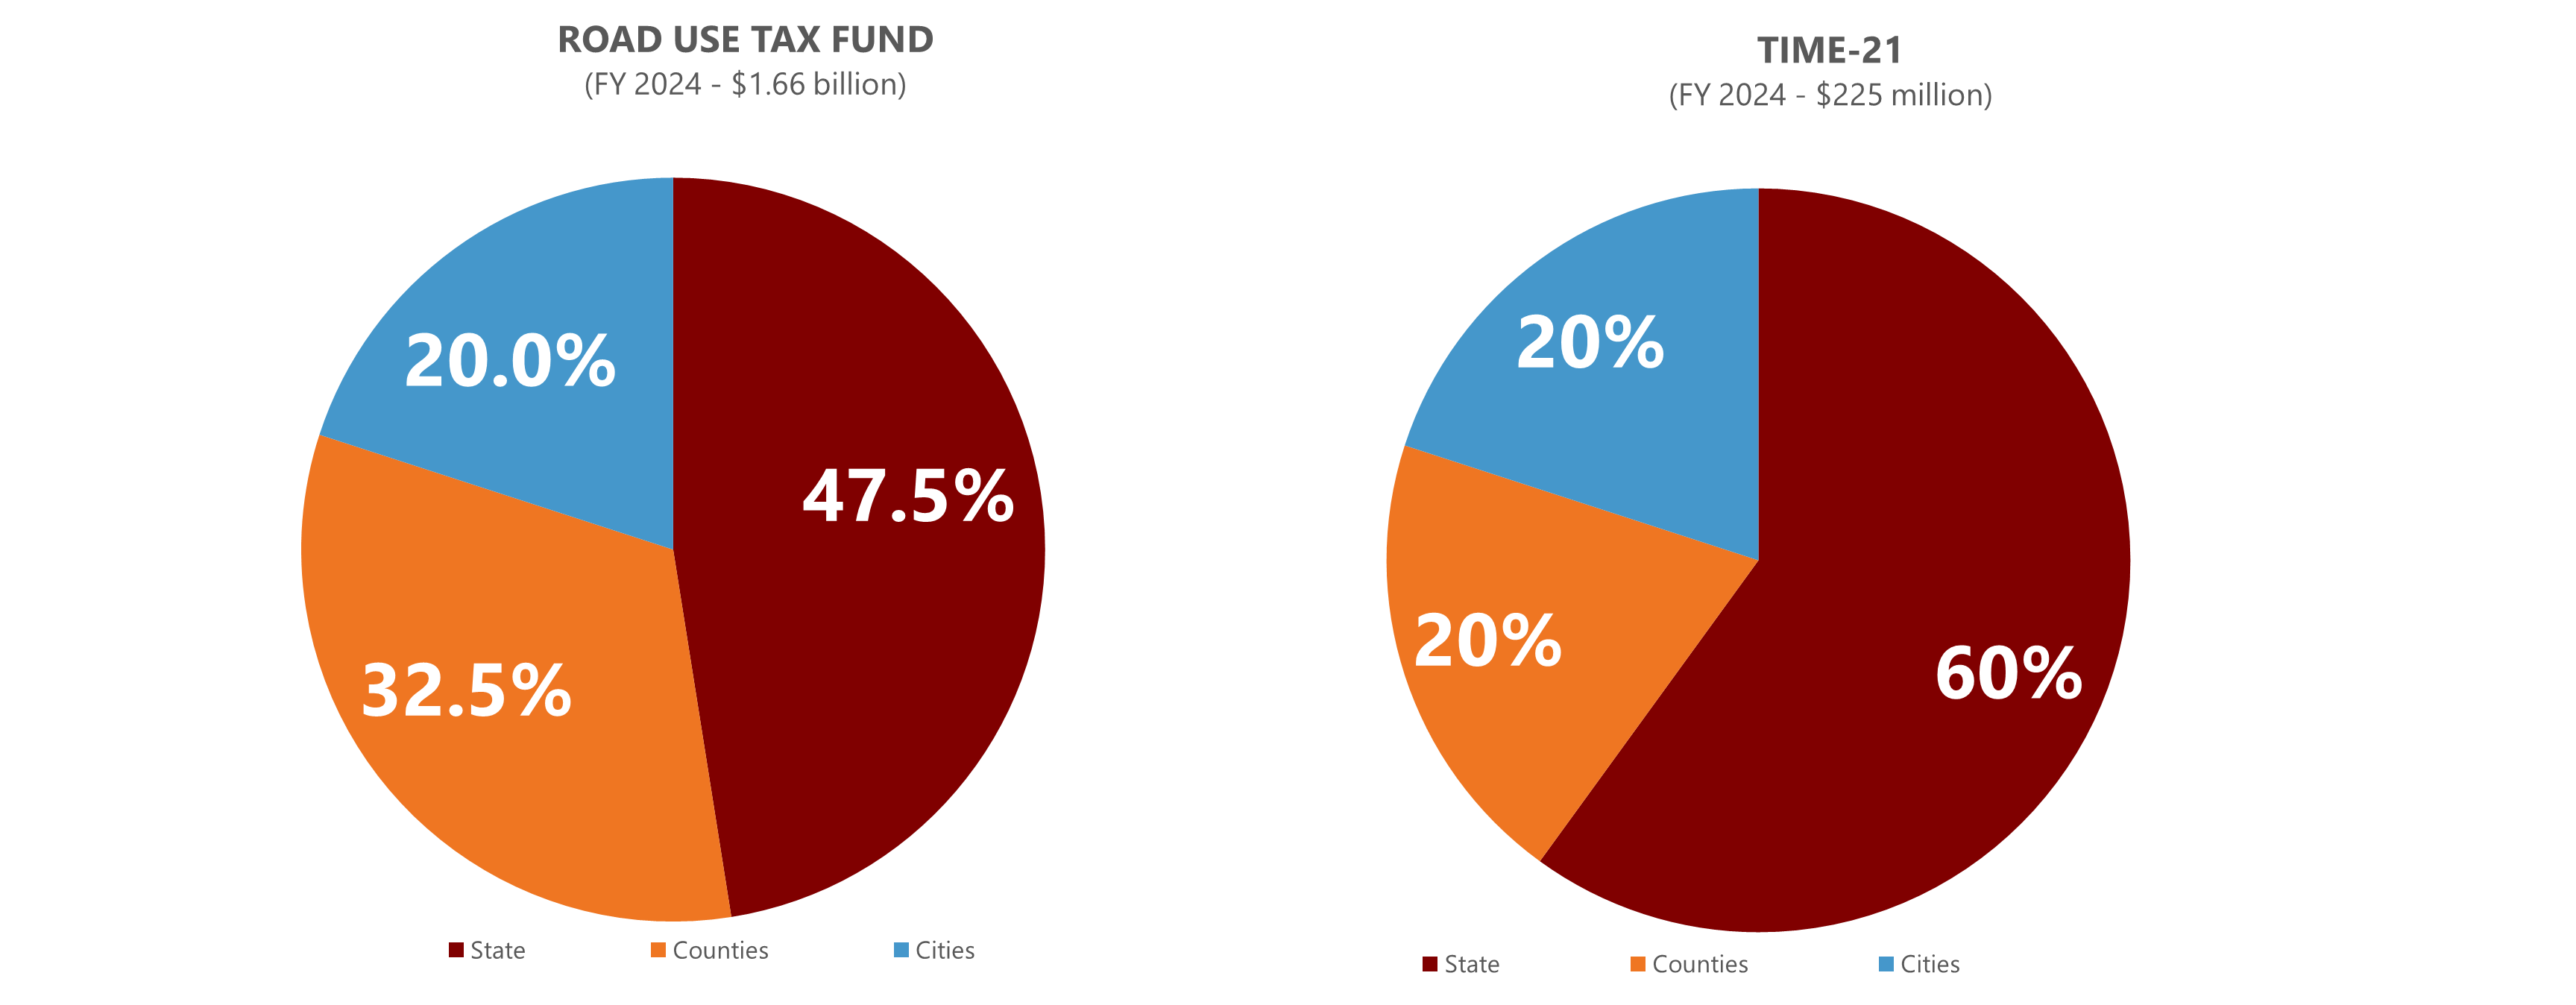 ROAD USE TAX FUND
(FY 2024 - $1.66 billion)
20.0%
47.5%
32.5%
State
Counties
Cities
TIME-21
(FY 2024 - $225 million)
20%
20%
60%
State
Counties
Cities